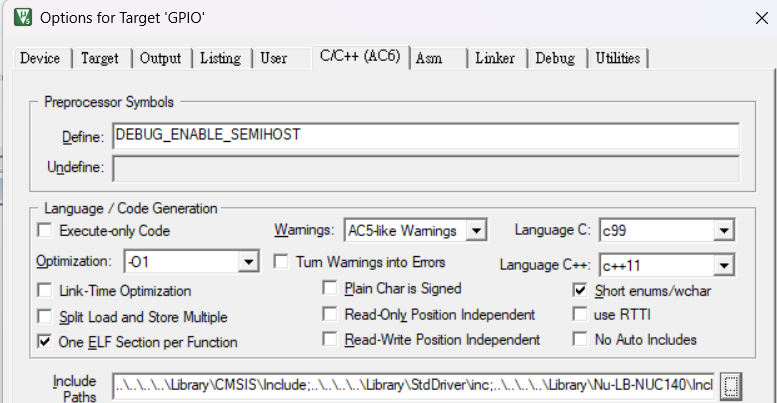 Options for Target 'GPIO'
Device Target Output Listing User C/C++ (AC6) Asm Linker Debug Utilities
Preprocessor Symbols
Define: DEBUG_ENABLE_SEMIHOST
Undefine:
Language / Code Generation
Execute-only Code Warnings: AC5-like Warnings Language C: c99
Optimization: -O1 Turn Warnings into Errors Language C++: c++11
Link-Time Optimization Plain Char is Signed Short enums/wchar
Split Load and Store Multiple Read-Only Position Independent use RTTI
One ELF Section per Function Read-Write Position Independent No Auto Includes
Include Paths ..\..\..\..\Library\CMSIS\Include;..\..\..\..\Library\StdDriver\inc;..\..\..\..\Library\Nu-LB-NUC140\Incl
...